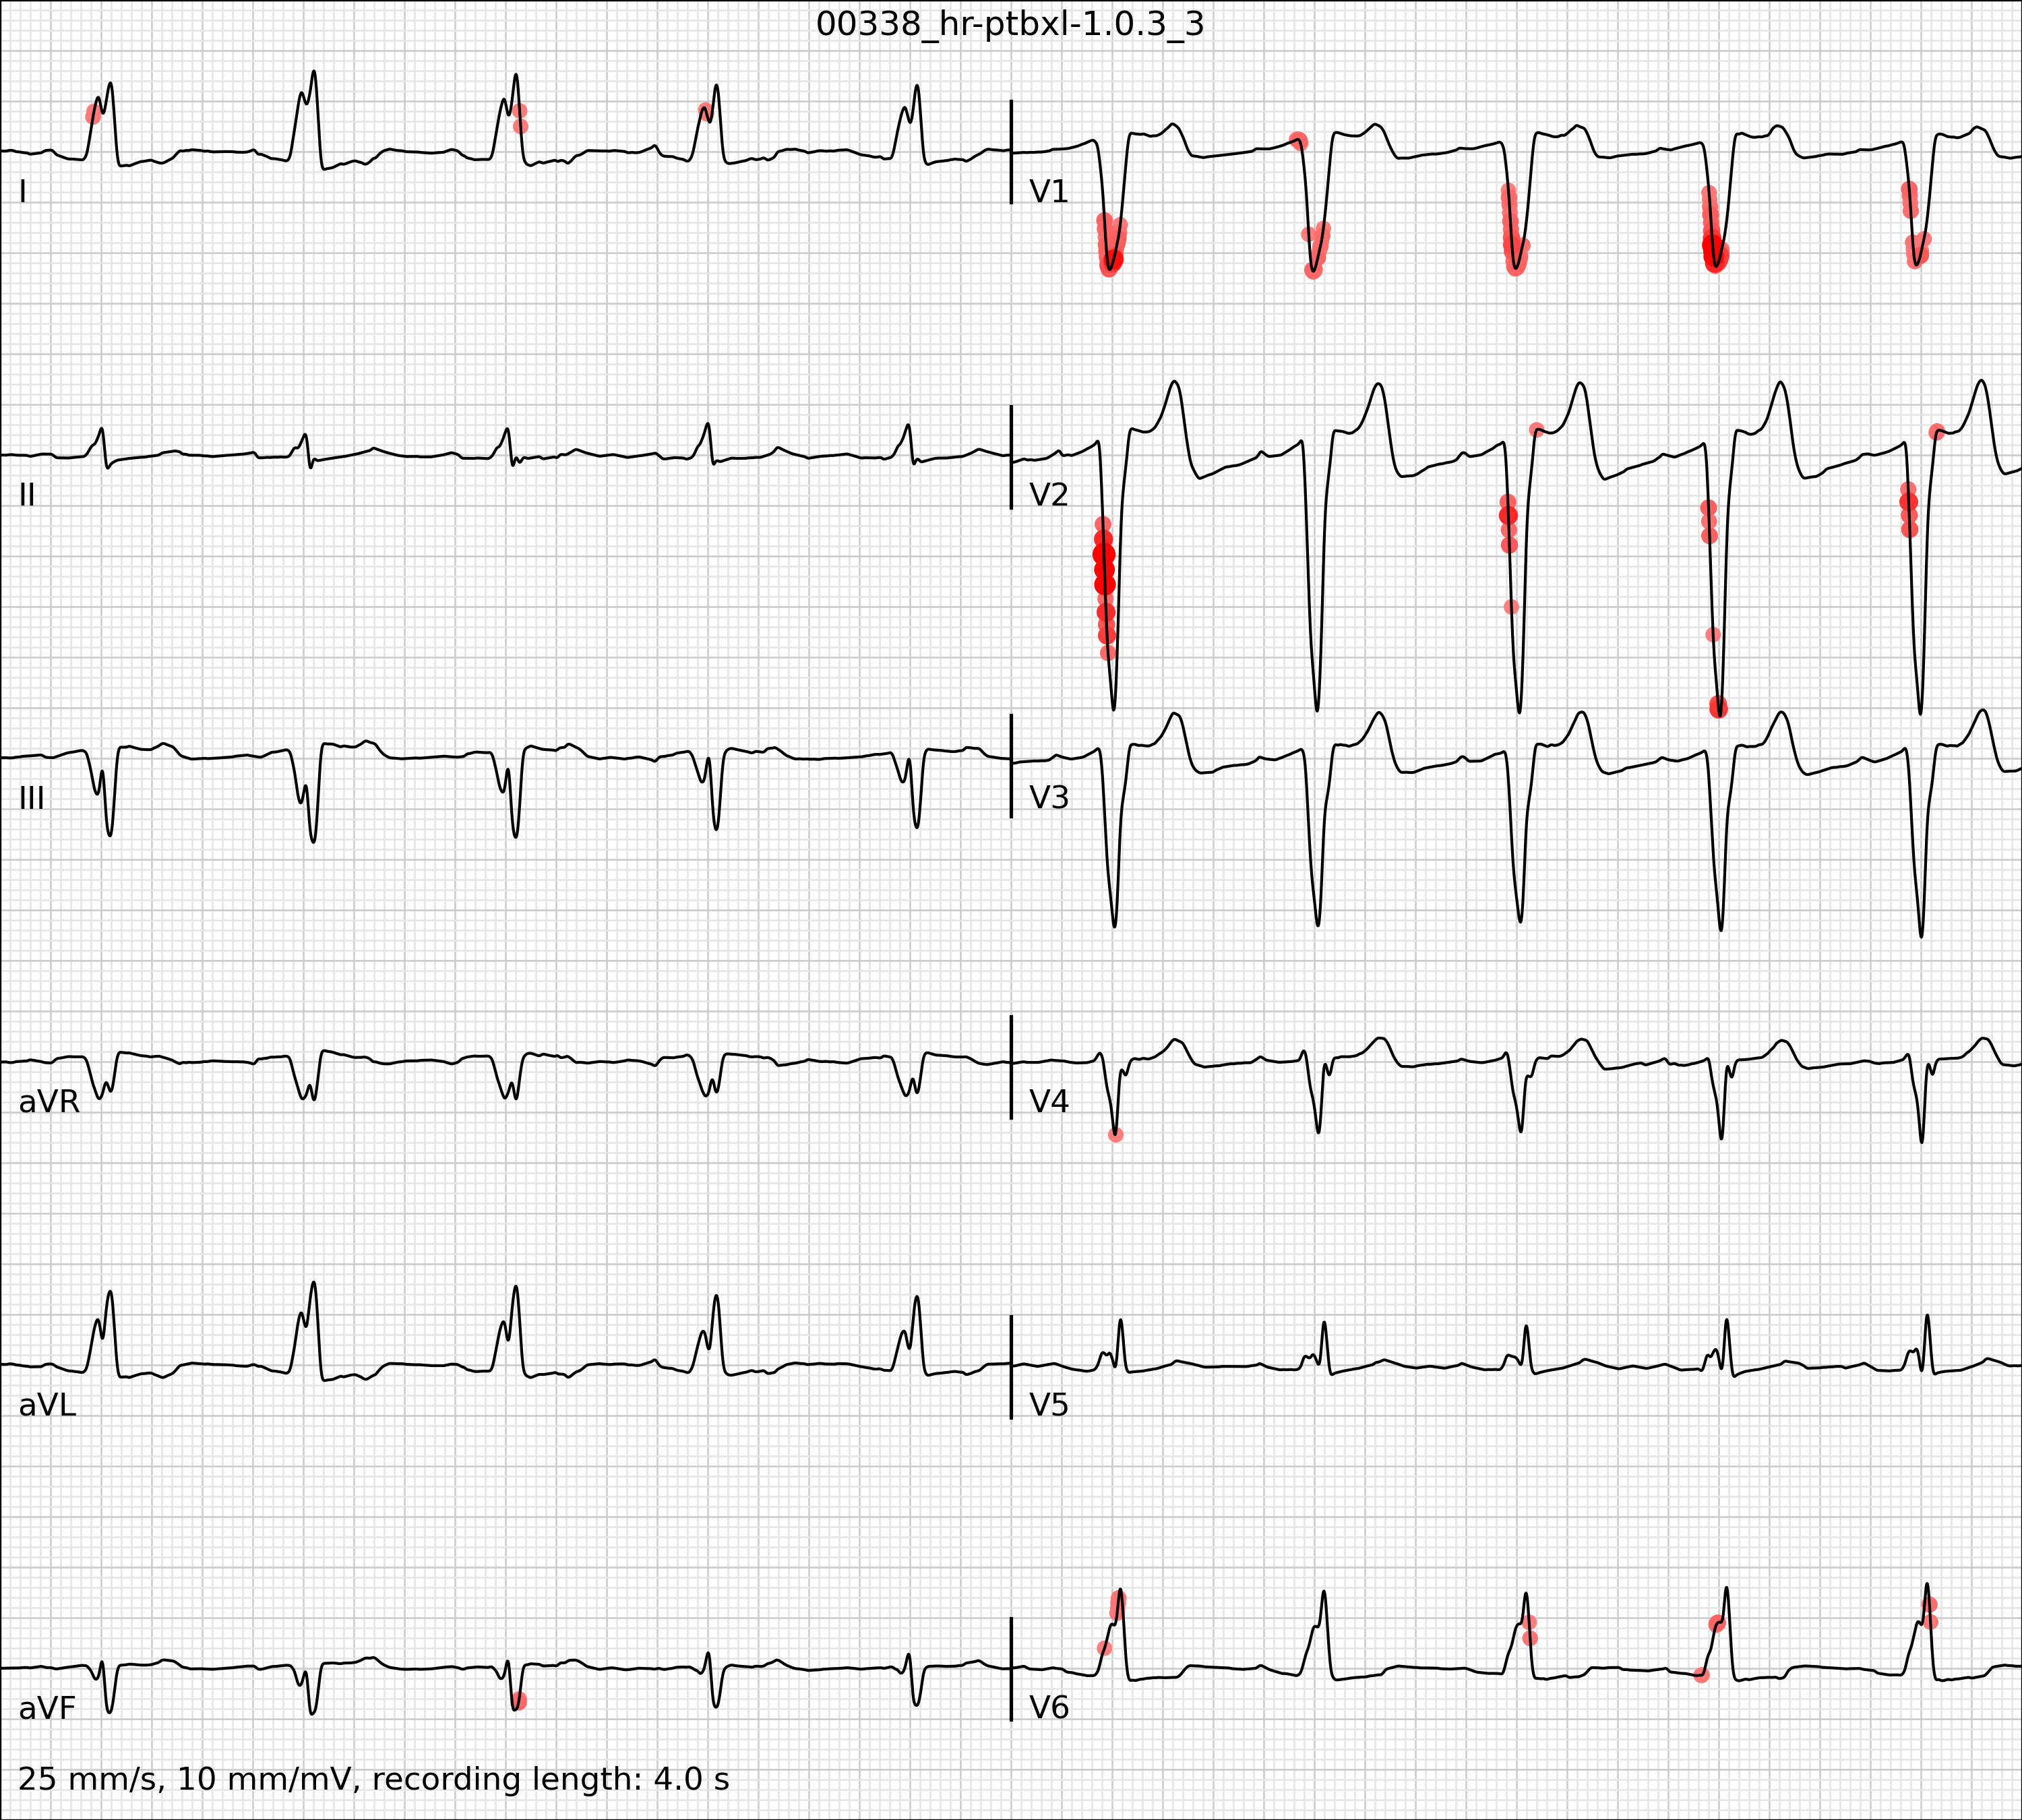 00338_hr-ptbxl-1.0.3_3
I
V1
II
V2
III
V3
aVR
V4
aVL
V5
aVF
V6
25 mm/s, 10 mm/mV, recording length: 4.0 s